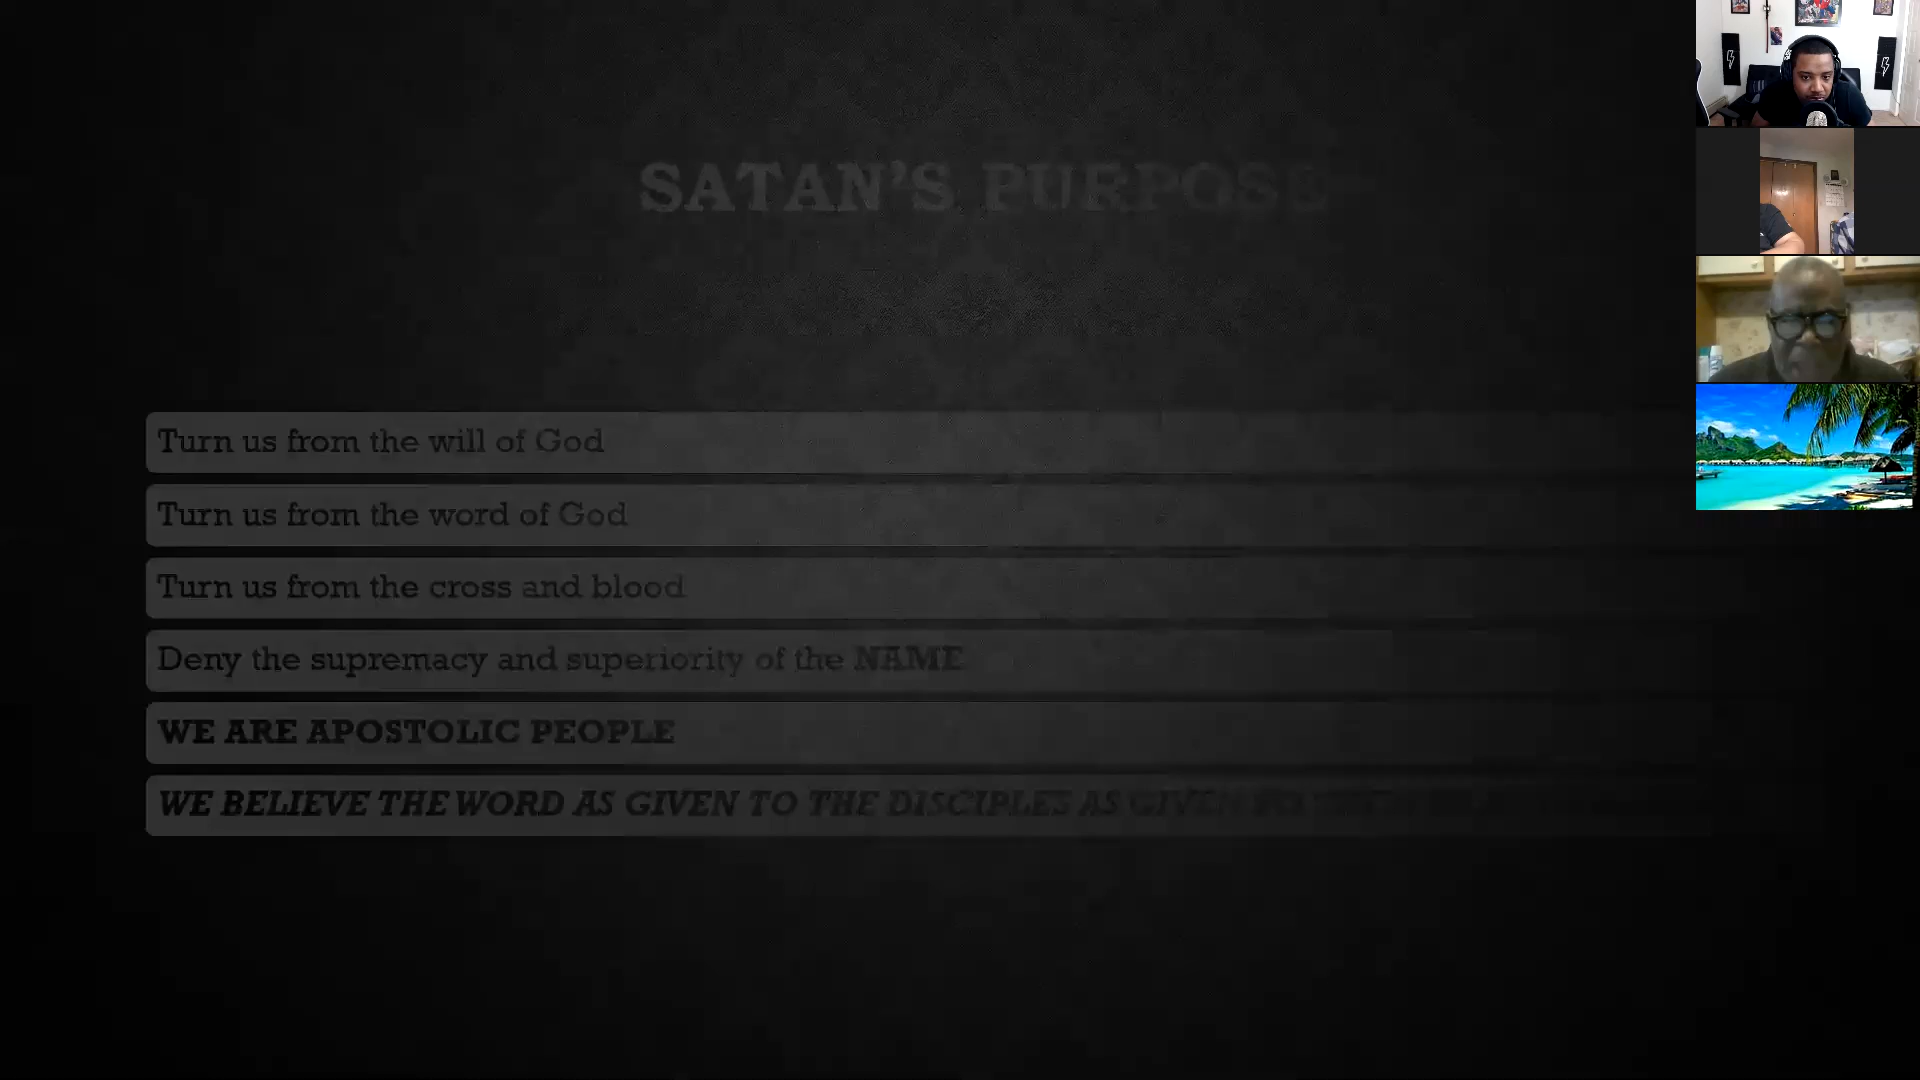 SATAN'S PURPOSE
Turn us from the will of God
Turn us from the word of God
Turn us from the cross and blood
Deny the supremacy and superiority of the NAME
WE ARE APOSTOLIC PEOPLE
WE BELIEVE THE WORD AS GIVEN TO THE DISCIPLES AS GIVEN TO